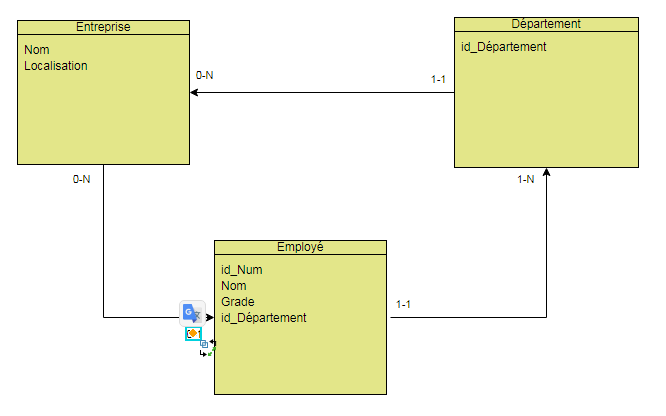 Entreprise
Nom
Localisation
Département
id_Département
0-N
1-1
0-N
1-N
Employé
id_Num
Nom
Grade
id_Département
1-1